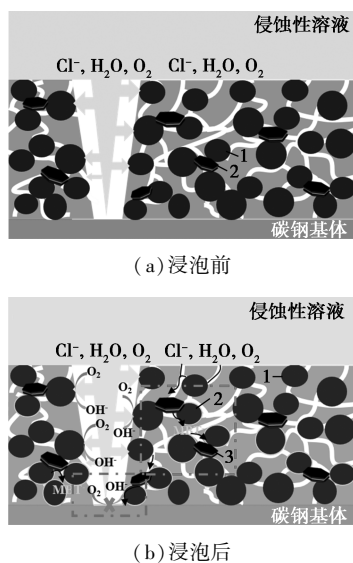 侵蚀性溶液
Cl⁻, H₂O, O₂ Cl⁻, H₂O, O₂
1
2
碳钢基体
(a)浸泡前
侵蚀性溶液
Cl⁻, H₂O, O₂ Cl⁻, H₂O, O₂
O₂
1
O₂
2
OH⁻
O₂
OH⁻
3
OH⁻
O₂
OH⁻
碳钢基体
(b)浸泡后